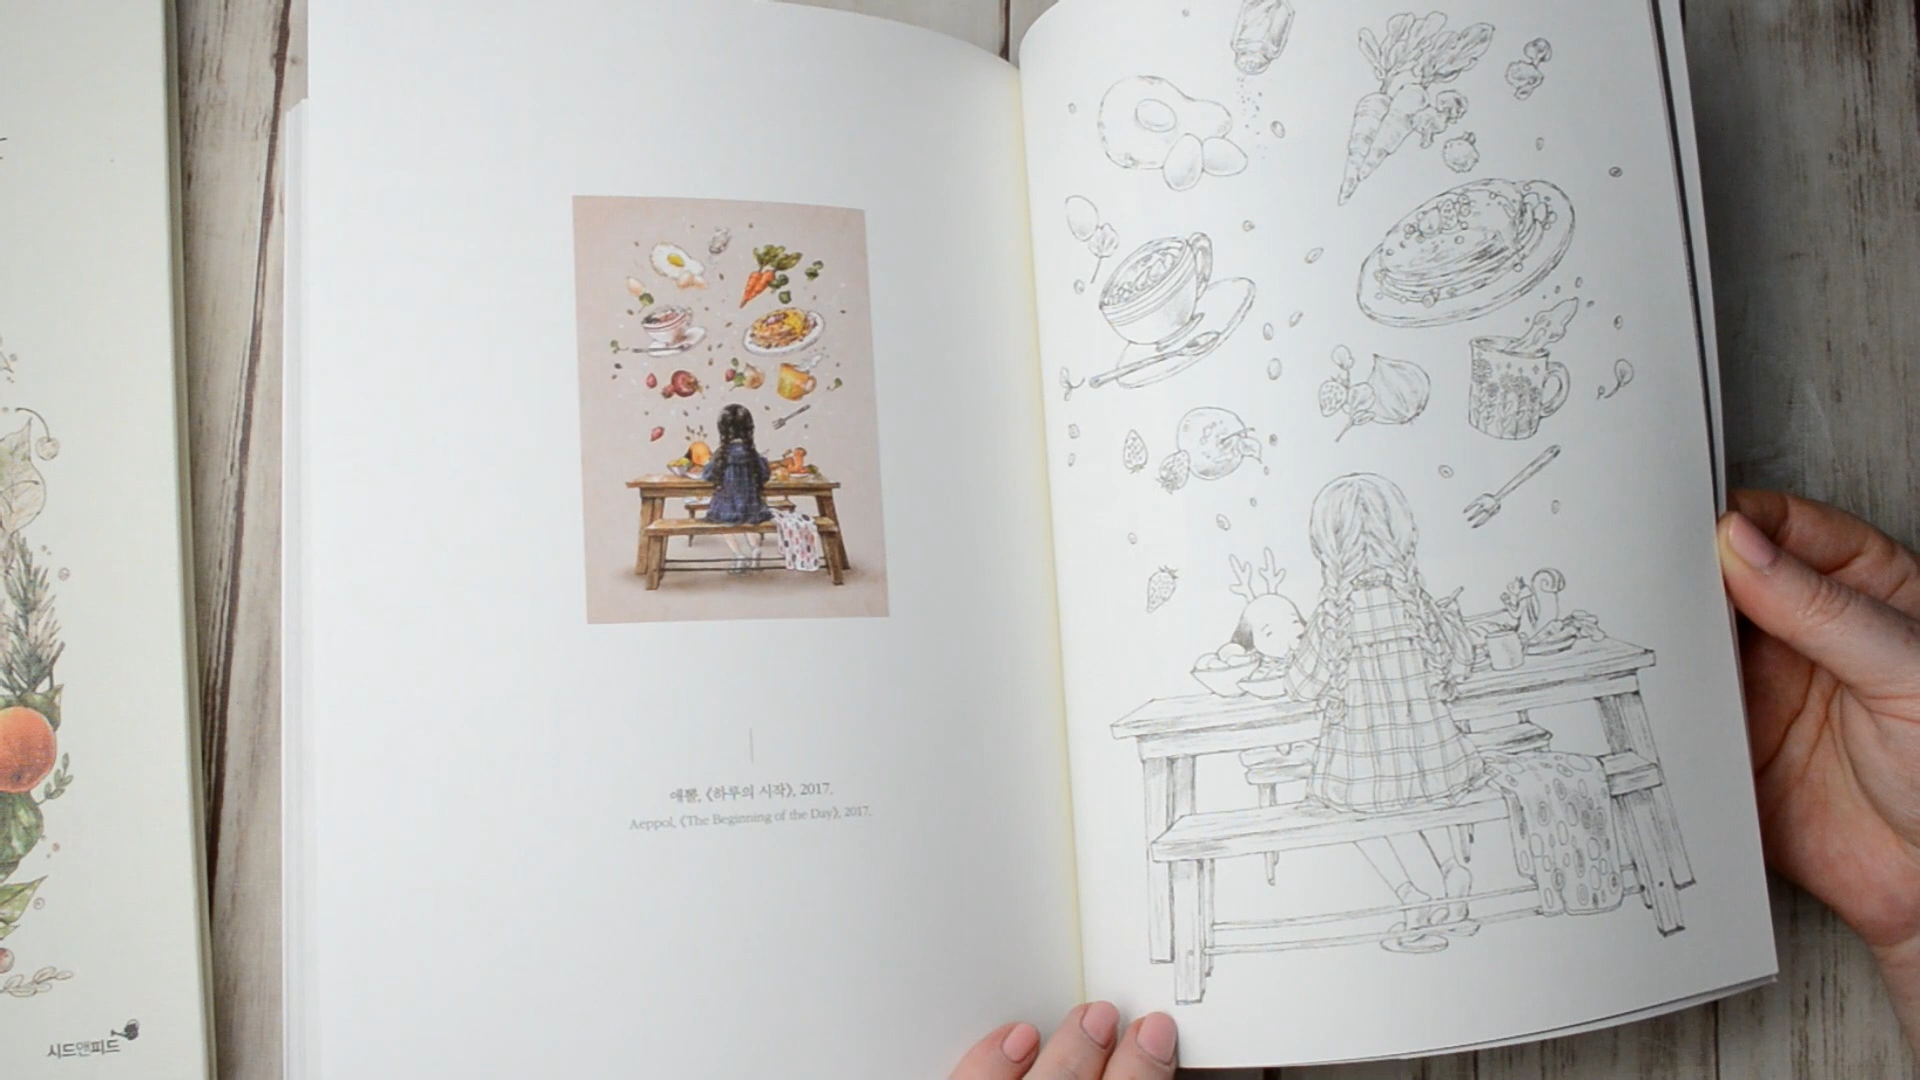 애뽈, 《하루의 시작》, 2017.
Aeppol, 《The Beginning of the Day》, 2017.
시드앤피드